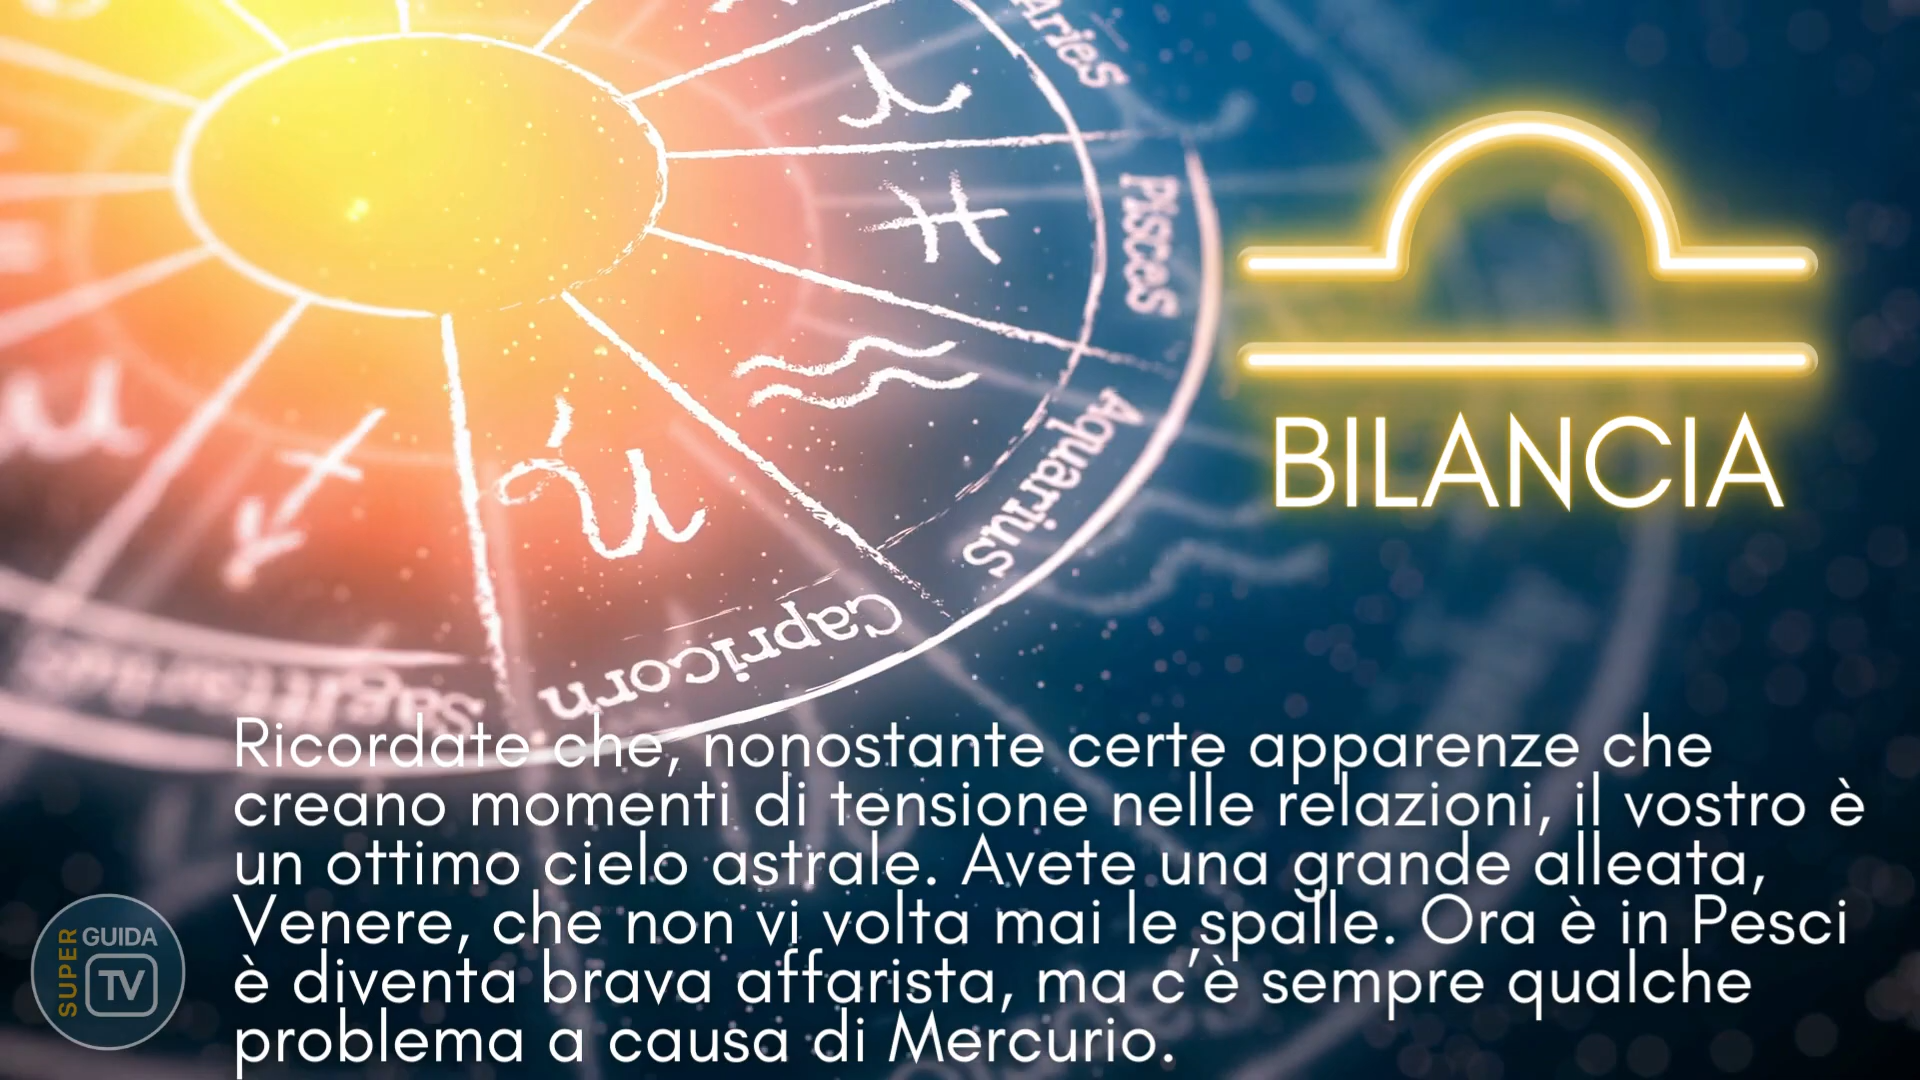 Aries
Pisces
Aquarius
Capricorn
Sagittarius
BILANCIA
Ricordate che, nonostante certe apparenze che
creano momenti di tensione nelle relazioni, il vostro è
un ottimo cielo astrale. Avete una grande alleata,
Venere, che non vi volta mai le spalle. Ora è in Pesci
è diventa brava affarista, ma c’è sempre qualche
problema a causa di Mercurio.
SUPER
GUIDA
TV